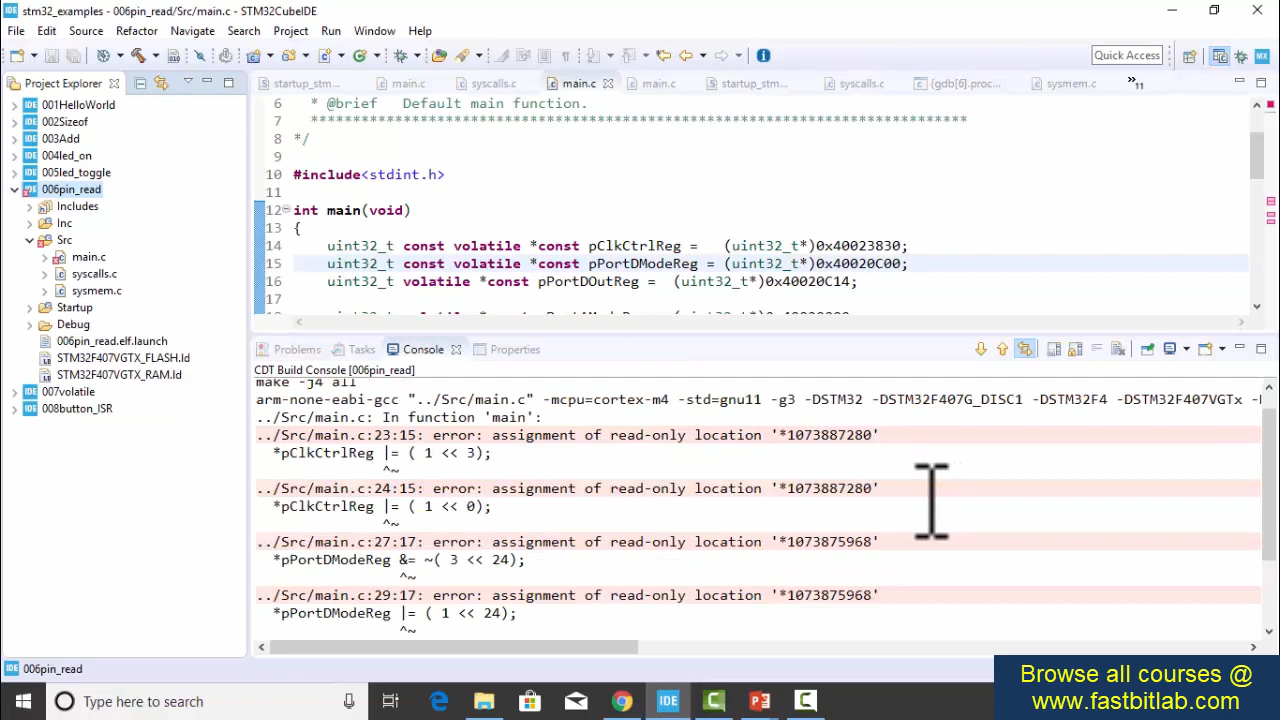 stm32_examples - 006pin_read/Src/main.c - STM32CubeIDE
File Edit Source Refactor Navigate Search Project Run Window Help
Quick Access
Project Explorer
startup_stm...
main.c
syscalls.c
main.c
main.c
startup_stm...
syscalls.c
(gdb[6].proc...
sysmem.c
»11
001HelloWorld
002Sizeof
003Add
004led_on
005led_toggle
006pin_read
Includes
Inc
Src
main.c
syscalls.c
sysmem.c
Startup
Debug
006pin_read.elf.launch
STM32F407VGTX_FLASH.ld
STM32F407VGTX_RAM.ld
007volatile
008button_ISR
6 * @brief Default main function.
7 ******************************************************************************
8 */
9
10 #include<stdint.h>
11
12 int main(void)
13 {
14 uint32_t const volatile *const pClkCtrlReg = (uint32_t*)0x40023830;
15 uint32_t const volatile *const pPortDModeReg = (uint32_t*)0x40020C00;
16 uint32_t volatile *const pPortDOutReg = (uint32_t*)0x40020C14;
17
Problems Tasks Console Properties
CDT Build Console [006pin_read]
make -j4 all
arm-none-eabi-gcc "../Src/main.c" -mcpu=cortex-m4 -std=gnu11 -g3 -DSTM32 -DSTM32F407G_DISC1 -DSTM32F4 -DSTM32F407VGTx -
../Src/main.c: In function 'main':
../Src/main.c:23:15: error: assignment of read-only location '*1073887280'
*pClkCtrlReg |= ( 1 << 3);
^~
../Src/main.c:24:15: error: assignment of read-only location '*1073887280'
*pClkCtrlReg |= ( 1 << 0);
^~
../Src/main.c:27:17: error: assignment of read-only location '*1073875968'
*pPortDModeReg &= ~( 3 << 24);
^~
../Src/main.c:29:17: error: assignment of read-only location '*1073875968'
*pPortDModeReg |= ( 1 << 24);
^~
006pin_read
Type here to search
Browse all courses @
www.fastbitlab.com